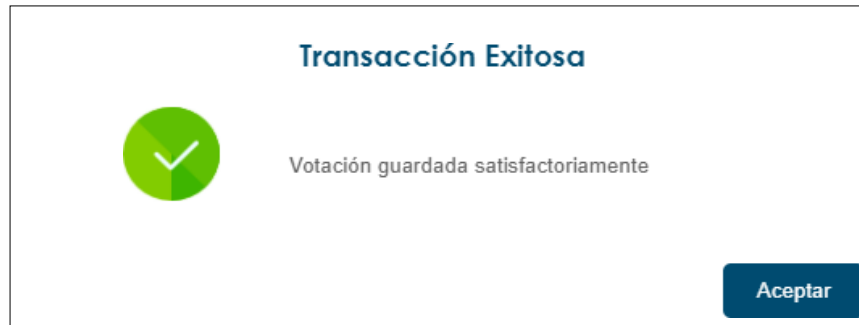 Transacción Exitosa
Votación guardada satisfactoriamente
Aceptar